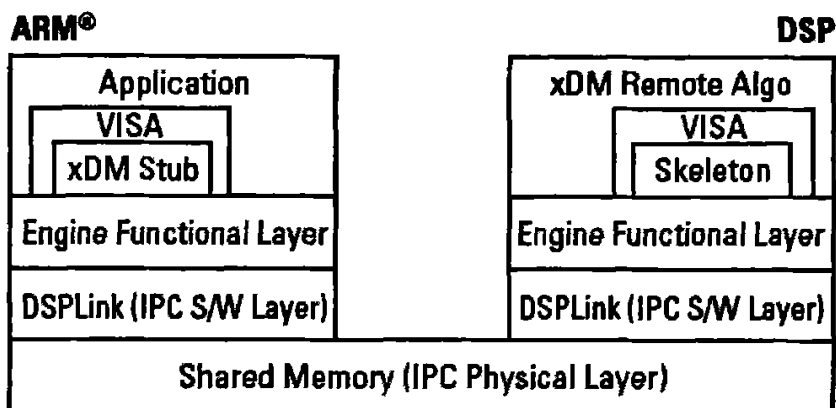 ARM®
Application
VISA
xDM Stub
Engine Functional Layer
DSPLink (IPC S/W Layer)
DSP
xDM Remote Algo
VISA
Skeleton
Engine Functional Layer
DSPLink (IPC S/W Layer)
Shared Memory (IPC Physical Layer)